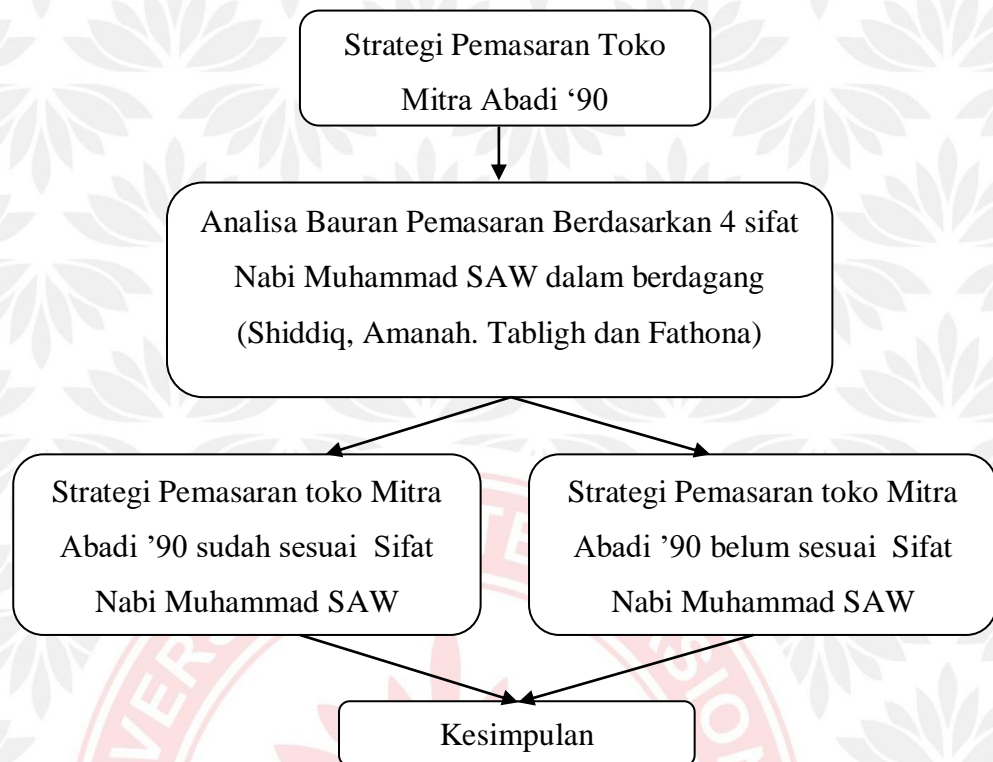 Strategi Pemasaran Toko
Mitra Abadi ‘90
Analisa Bauran Pemasaran Berdasarkan 4 sifat
Nabi Muhammad SAW dalam berdagang
(Shiddiq, Amanah. Tabligh dan Fathona)
Strategi Pemasaran toko Mitra
Abadi ’90 sudah sesuai Sifat
Nabi Muhammad SAW
Strategi Pemasaran toko Mitra
Abadi ’90 belum sesuai Sifat
Nabi Muhammad SAW
Kesimpulan